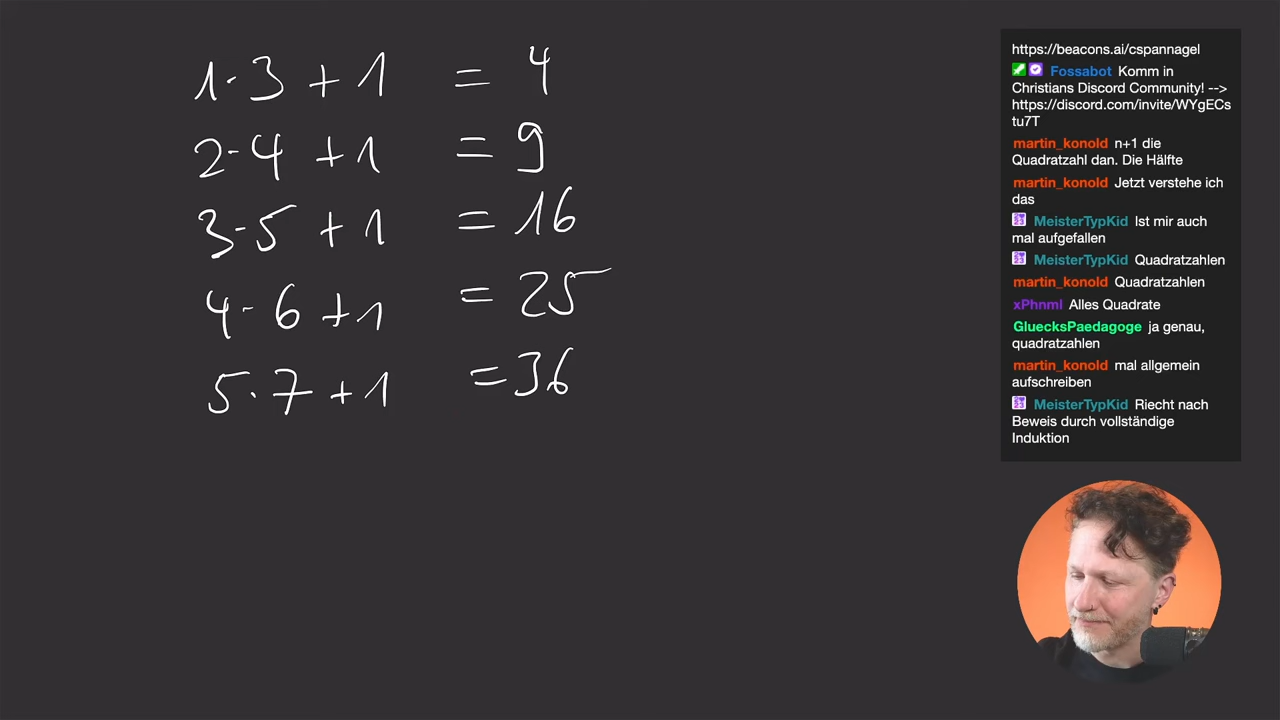 1·3 + 1 = 4
2·4 + 1 = 9
3·5 + 1 = 16
4·6 + 1 = 25
5·7 + 1 = 36
https://beacons.ai/cspannagel
Fossabot Komm in
Christians Discord Community! -->
https://discord.com/invite/WYgECs
tu7T
martin_konold n+1 die
Quadratzahl dan. Die Hälfte
martin_konold Jetzt verstehe ich
das
MeisterTypKid Ist mir auch
mal aufgefallen
MeisterTypKid Quadratzahlen
martin_konold Quadratzahlen
xPhnml Alles Quadrate
GluecksPaedagoge ja genau,
quadratzahlen
martin_konold mal allgemein
aufschreiben
MeisterTypKid Riecht nach
Beweis durch vollständige
Induktion